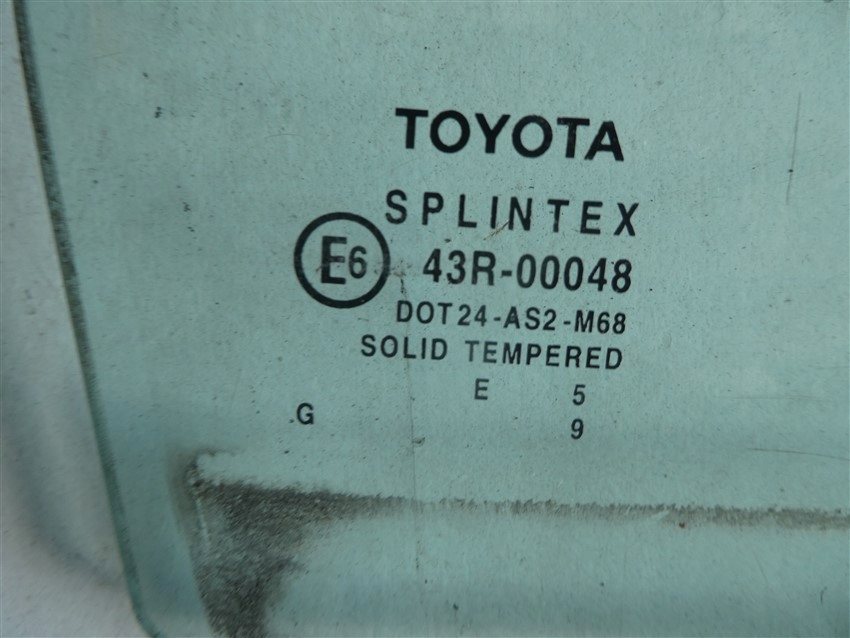 TOYOTA
SPLINTEX
E6 43R-00048
DOT24-AS2-M68
SOLID TEMPERED
E 5
G 9